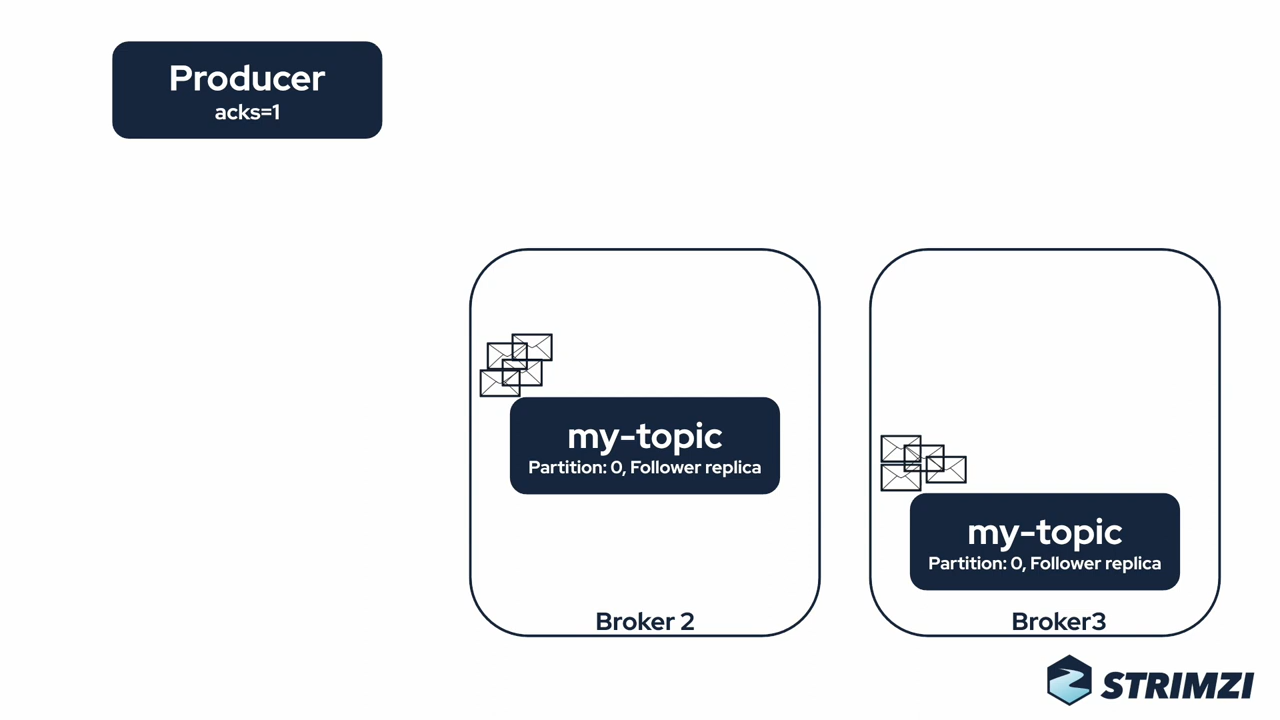 Producer
acks=1
my-topic
Partition: 0, Follower replica
Broker 2
my-topic
Partition: 0, Follower replica
Broker3
STRIMZI